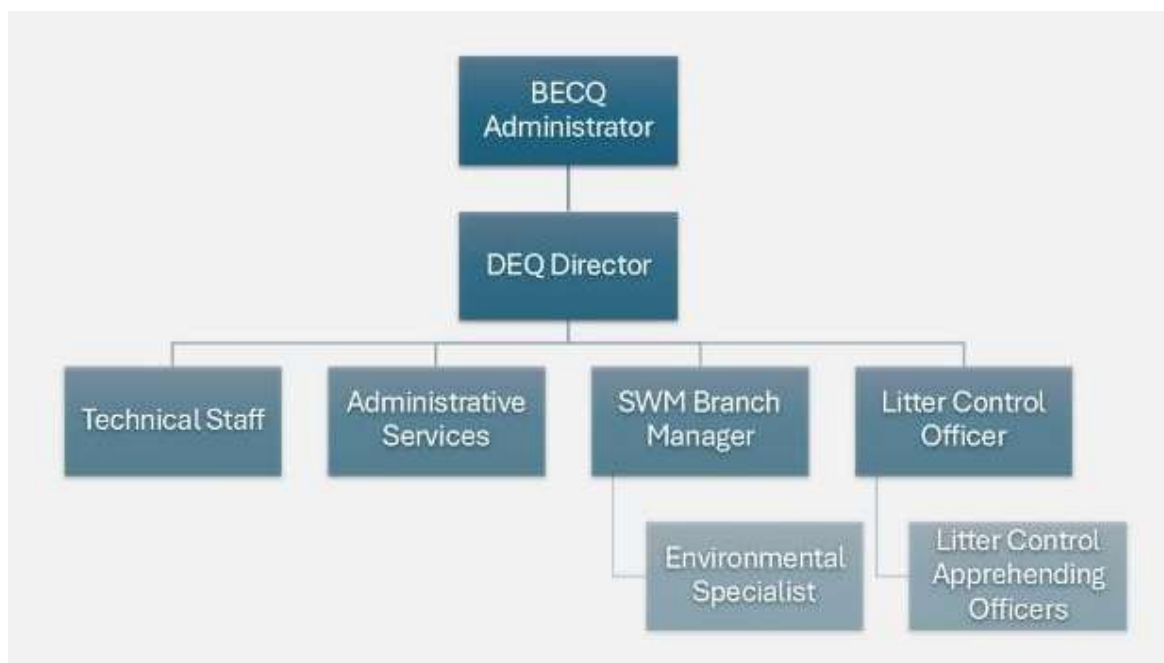 BECQ
Administrator
DEQ Director
Technical Staff
Administrative
Services
SWM Branch
Manager
Litter Control
Officer
Environmental
Specialist
Litter Control
Apprehending
Officers